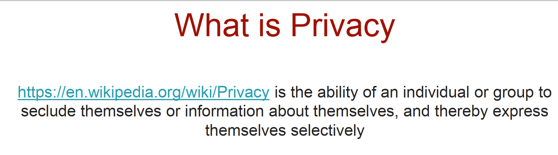 What is Privacy
https://en.wikipedia.org/wiki/Privacy is the ability of an individual or group to
seclude themselves or information about themselves, and thereby express
themselves selectively